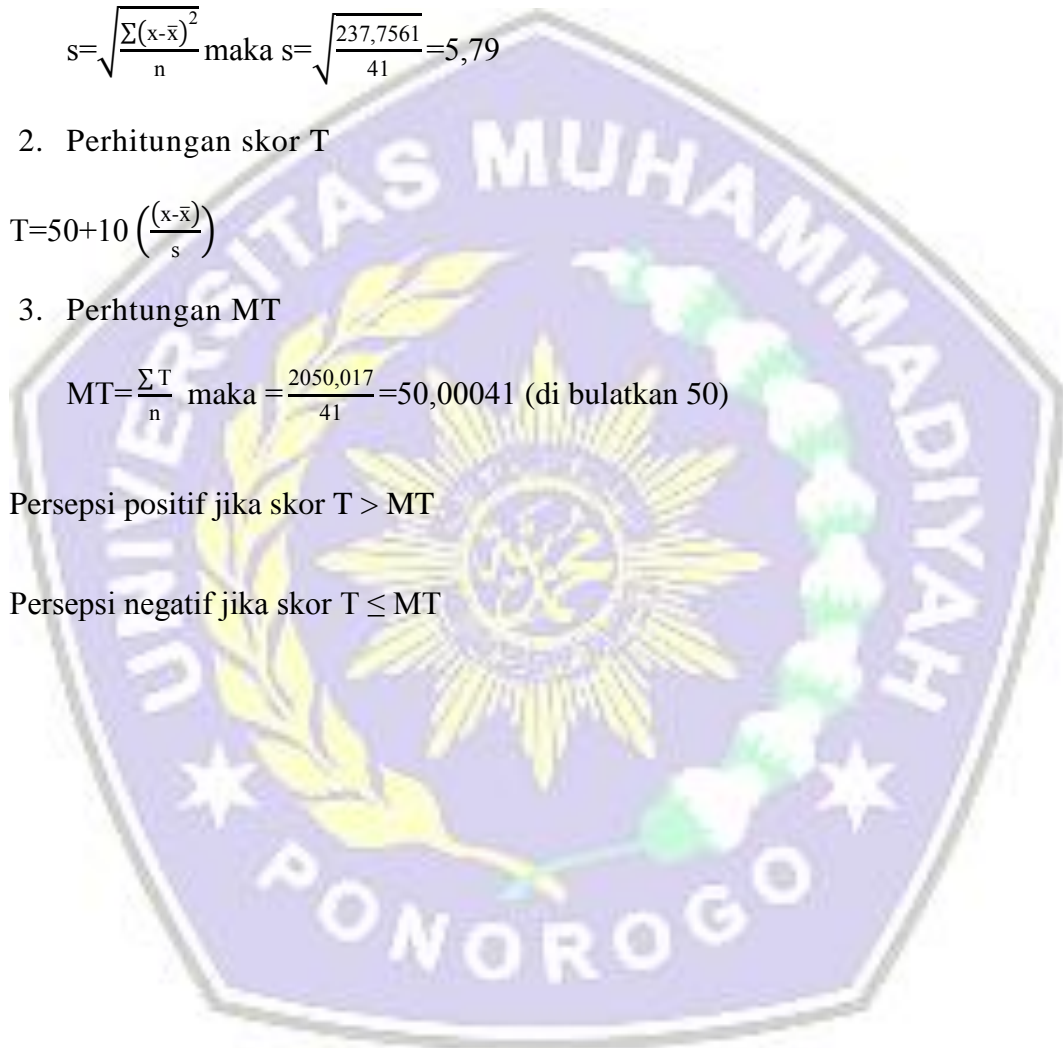 s=√(∑(x-x̄)²/n) maka s=√(237,7561/41)=5,79
2. Perhitungan skor T
T=50+10 ((x-x̄)/s)
3. Perhtungan MT
MT=∑T/n maka =2050,017/41=50,00041 (di bulatkan 50)
Persepsi positif jika skor T > MT
Persepsi negatif jika skor T ≤ MT
UNIVERSITAS MUHAMMADIYAH
PONOROGO